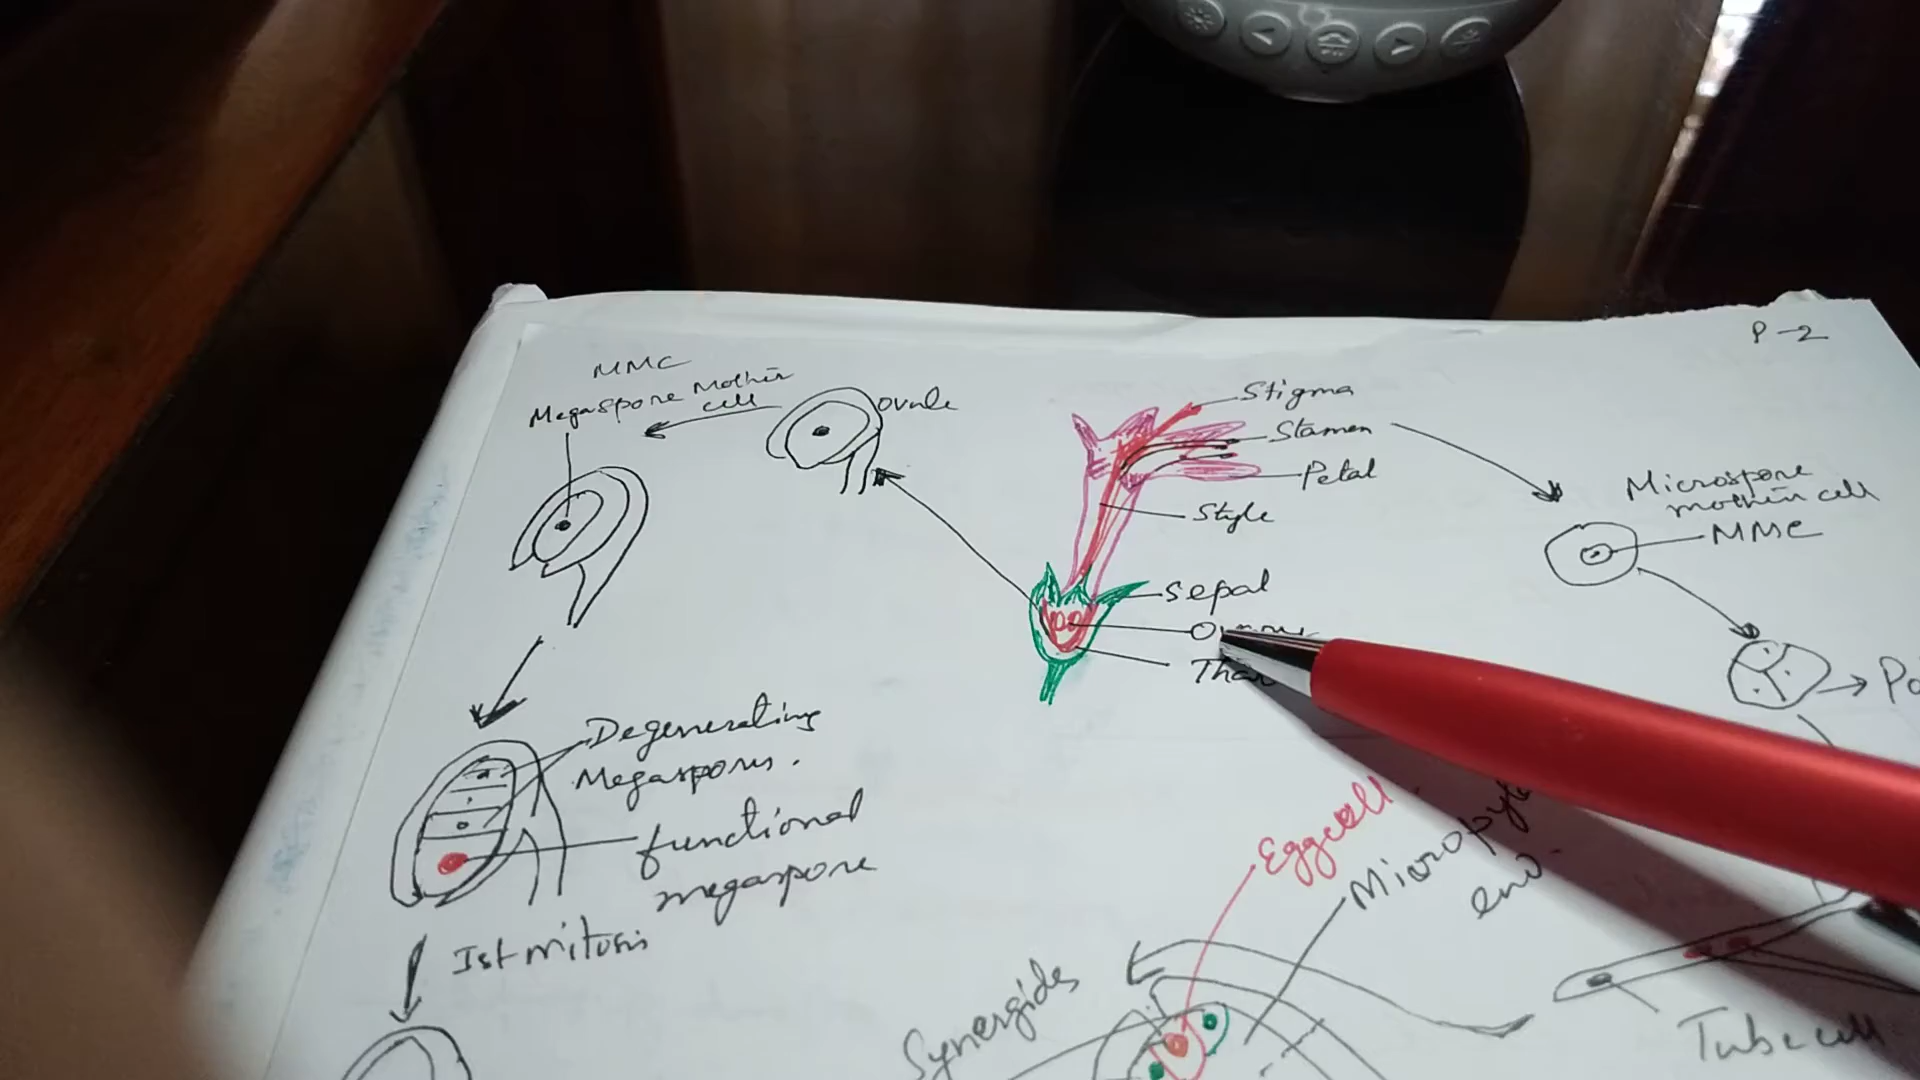 P-2
MMC
Megaspore Mother
cell
ovule
Stigma
Stamen
Petal
Style
Sepal
Microspore
mother cell
MMC
Degenerating
Megaspores.
functional
megaspore
Ist mitosis
Eggcell
end
Synergids
Tube cell